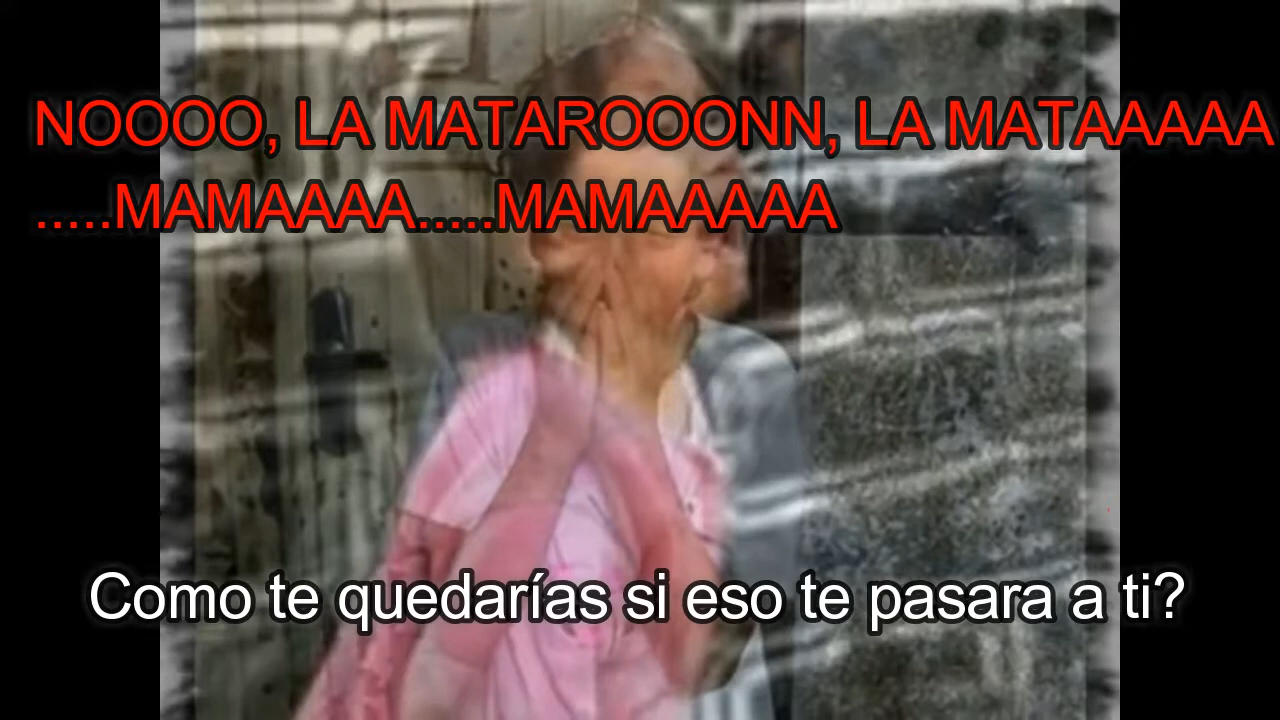 NOOOO, LA MATAROOONN, LA MATAAAAA
.....MAMAAAA.....MAMAAAAA
Como te quedarías si eso te pasara a ti?